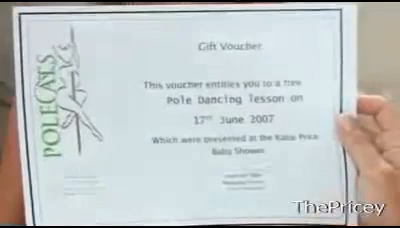 POLECATS
Gift Voucher
This voucher entitles you to a free
Pole Dancing lesson on
17th June 2007
Which were presented at the Katie Price
Baby Shower
ThePricey